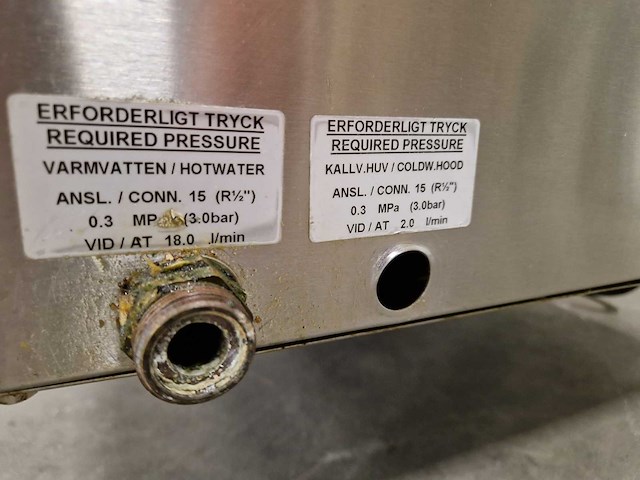 ERFORDERLIGT TRYCK
REQUIRED PRESSURE
VARMVATTEN / HOTWATER
ANSL. / CONN. 15 (R½")
0.3 MPa (3.0bar)
VID / AT 18.0 l/min
ERFORDERLIGT TRYCK
REQUIRED PRESSURE
KALLV.HUV / COLDW.HOOD
ANSL. / CONN. 15 (R½")
0.3 MPa (3.0bar)
VID / AT 2.0 l/min